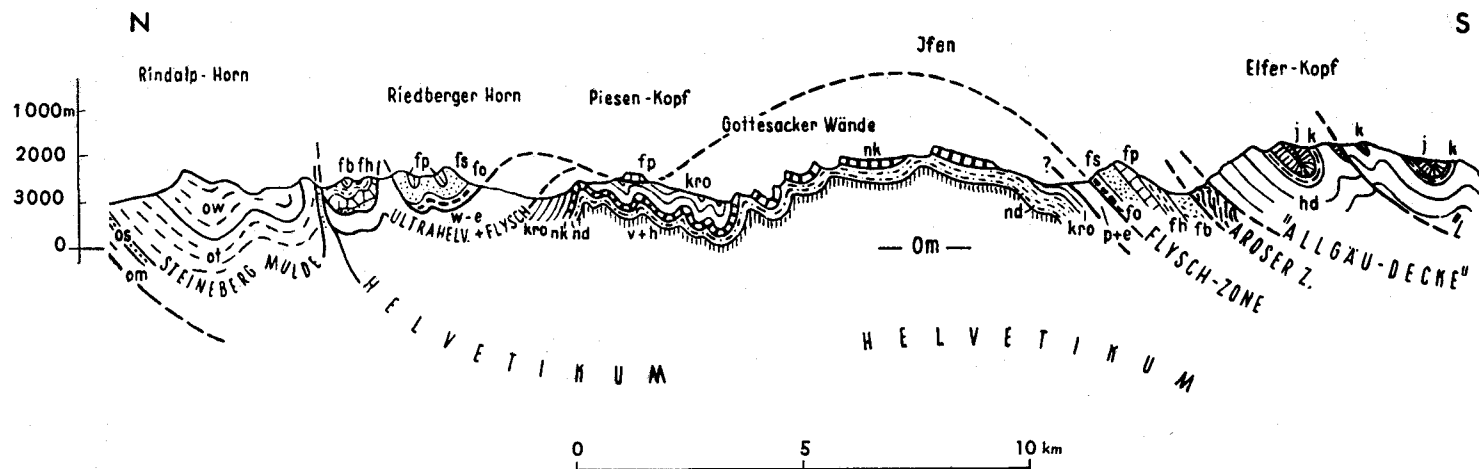 N
S
Jfen
Rindalp-Horn
Elfer-Kopf
Riedberger Horn
Piesen-Kopf
1000m
Gottesacker Wände
j k k j k
2000
fb fh fp fs fo
fp
nk
? fs fp
kro
3000
ow
w-e
hd
ULTRAHELV.+FLYSCH
kro nk nd
v+h
nd
kro
p+e
fo
fh fb
os
ot
0
0m
om
STEINEBERG MULDE
AROSER Z.
"ALLGÄU-DECKE"
FLYSCH-ZONE
HELVETIKUM
HELVETIKUM
0 5 10 km